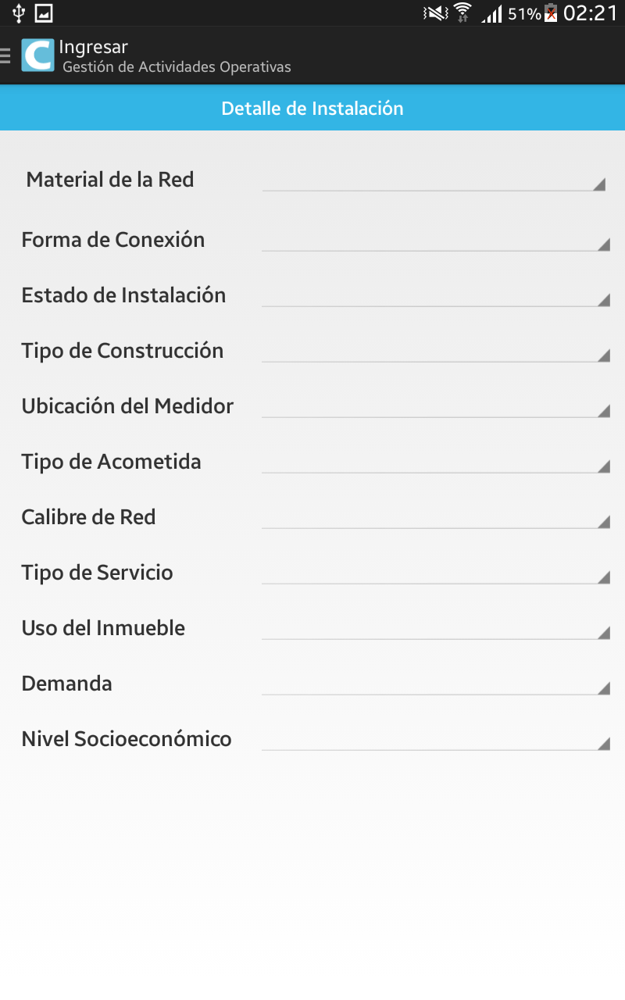 51% 02:21
Ingresar
Gestión de Actividades Operativas
Detalle de Instalación
Material de la Red
Forma de Conexión
Estado de Instalación
Tipo de Construcción
Ubicación del Medidor
Tipo de Acometida
Calibre de Red
Tipo de Servicio
Uso del Inmueble
Demanda
Nivel Socioeconómico